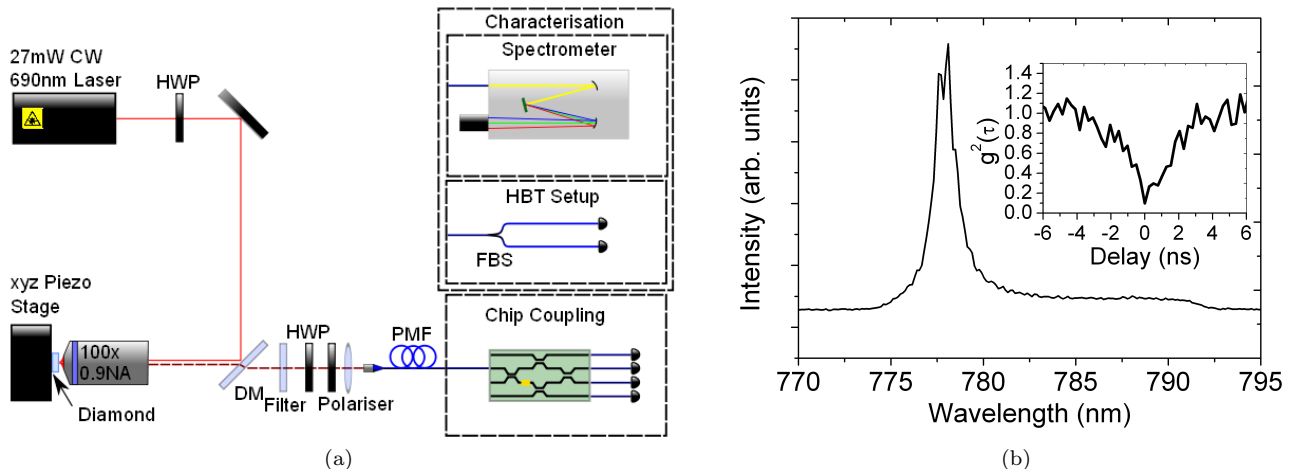 27mW CW
690nm Laser
HWP
xyz Piezo
Stage
100x
0.9NA
Diamond
DM
Filter
HWP
Polariser
PMF
Characterisation
Spectrometer
HBT Setup
FBS
Chip Coupling
(a)
Intensity (arb. units)
770 775 780 785 790 795
Wavelength (nm)
g²(τ)
1.4
1.2
1.0
0.8
0.6
0.4
0.2
0.0
-6 -4 -2 0 2 4 6
Delay (ns)
(b)